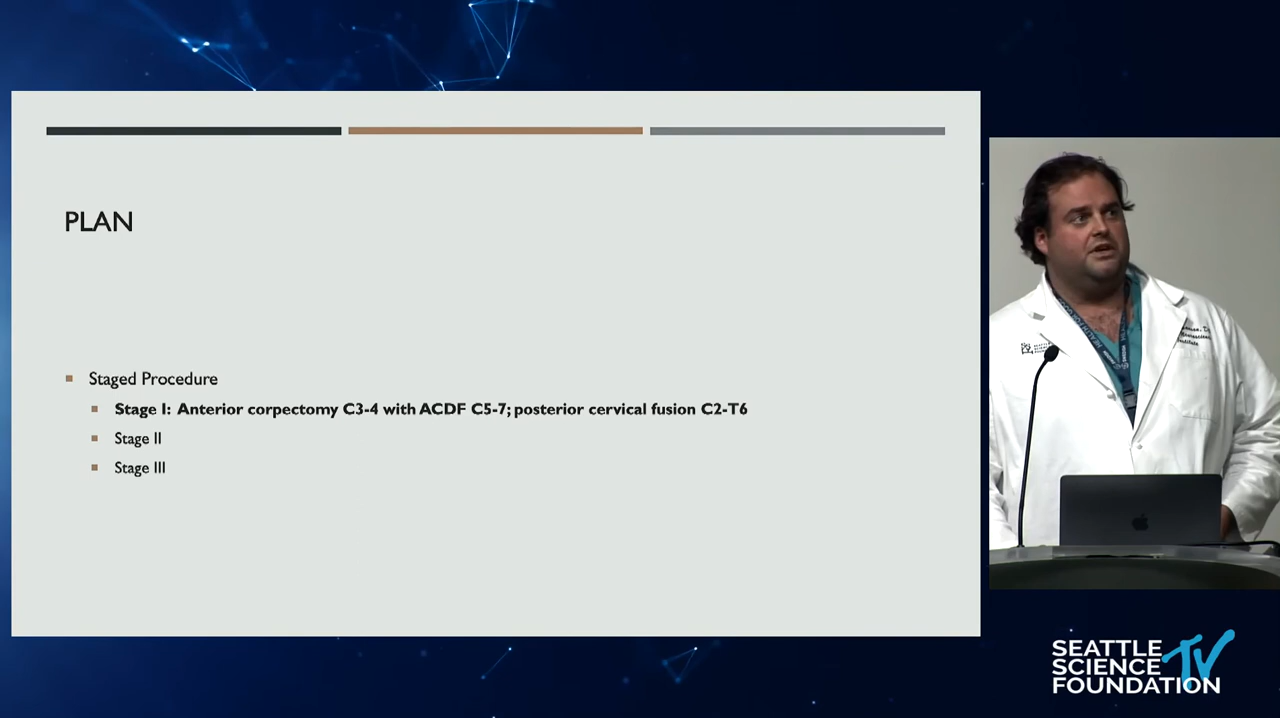 PLAN
Staged Procedure
Stage I: Anterior corpectomy C3-4 with ACDF C5-7; posterior cervical fusion C2-T6
Stage II
Stage III
SEATTLE
SCIENCE
FOUNDATION
TV